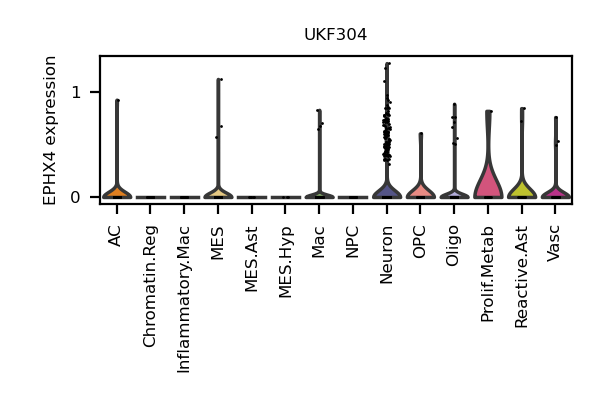 UKF304
EPHX4 expression
1
0
AC
Chromatin.Reg
Inflammatory.Mac
MES
MES.Ast
MES.Hyp
Mac
NPC
Neuron
OPC
Oligo
Prolif.Metab
Reactive.Ast
Vasc